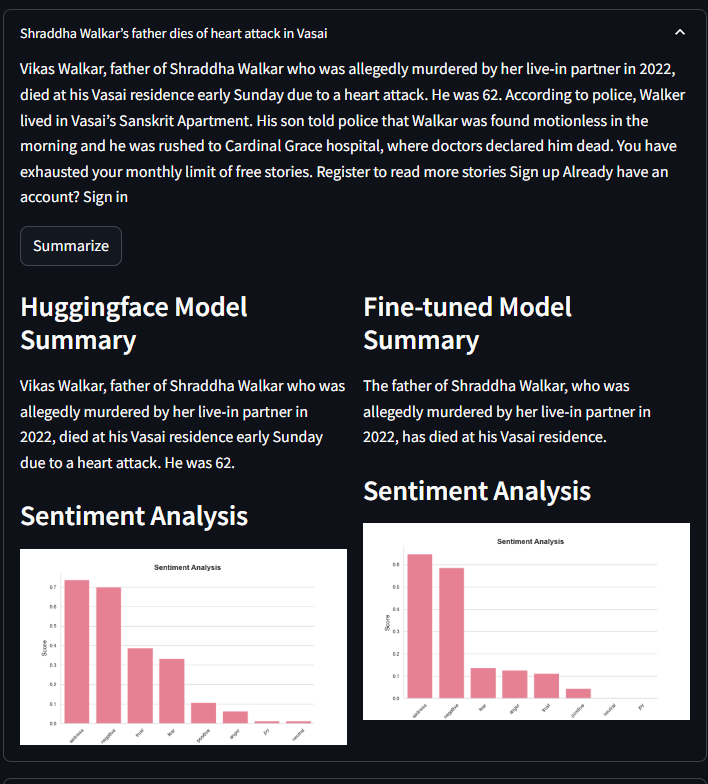 Shraddha Walkar’s father dies of heart attack in Vasai
Vikas Walkar, father of Shraddha Walkar who was allegedly murdered by her live-in partner in 2022,
died at his Vasai residence early Sunday due to a heart attack. He was 62. According to police, Walker
lived in Vasai’s Sanskrit Apartment. His son told police that Walkar was found motionless in the
morning and he was rushed to Cardinal Grace hospital, where doctors declared him dead. You have
exhausted your monthly limit of free stories. Register to read more stories Sign up Already have an
account? Sign in
Summarize
Huggingface Model
Summary
Vikas Walkar, father of Shraddha Walkar who was
allegedly murdered by her live-in partner in
2022, died at his Vasai residence early Sunday
due to a heart attack. He was 62.
Sentiment Analysis
Sentiment Analysis
Score
0.7
0.6
0.5
0.4
0.3
0.2
0.1
0.0
sadness
negative
trust
fear
positive
anger
joy
neutral
Fine-tuned Model
Summary
The father of Shraddha Walkar, who was
allegedly murdered by her live-in partner in
2022, has died at his Vasai residence.
Sentiment Analysis
Sentiment Analysis
Score
0.6
0.5
0.4
0.3
0.2
0.1
0.0
sadness
negative
fear
anger
trust
positive
neutral
joy